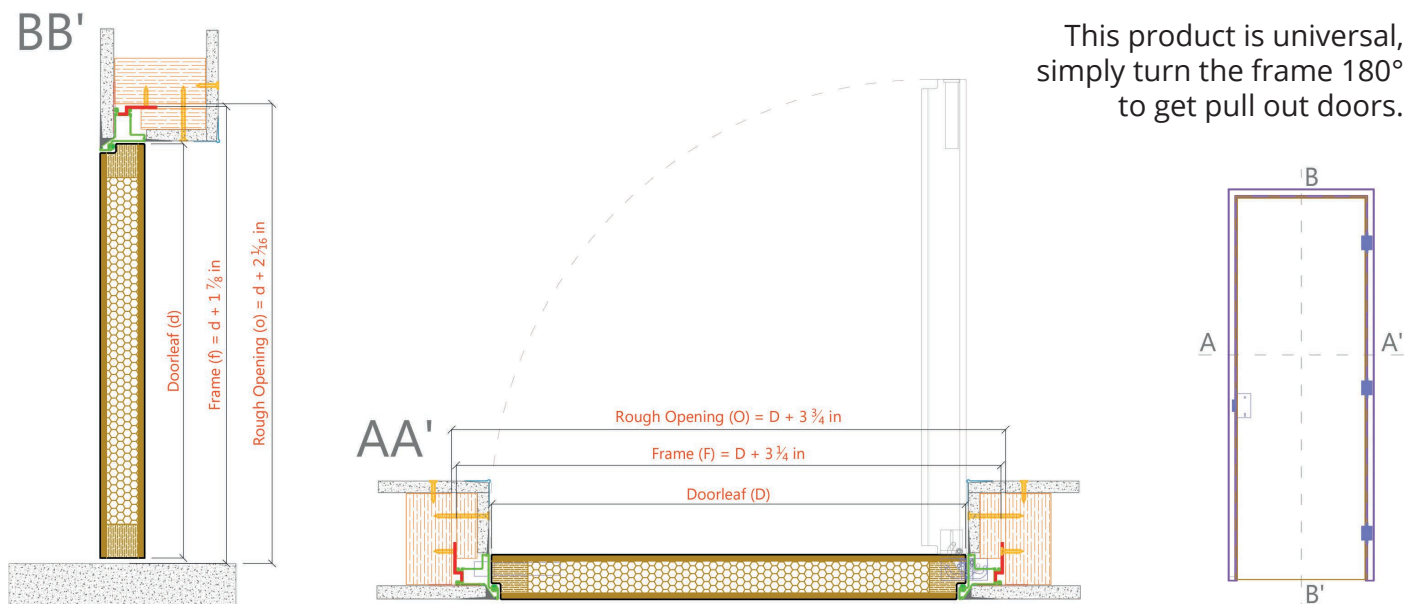 BB'
This product is universal,
simply turn the frame 180°
to get pull out doors.
Doorleaf (d)
Frame (f) = d + 1 ⅞ in
Rough Opening (o) = d + 2 1⁄16 in
AA'
Rough Opening (O) = D + 3 ¾ in
Frame (F) = D + 3 ¼ in
Doorleaf (D)
B
A
A'
B'